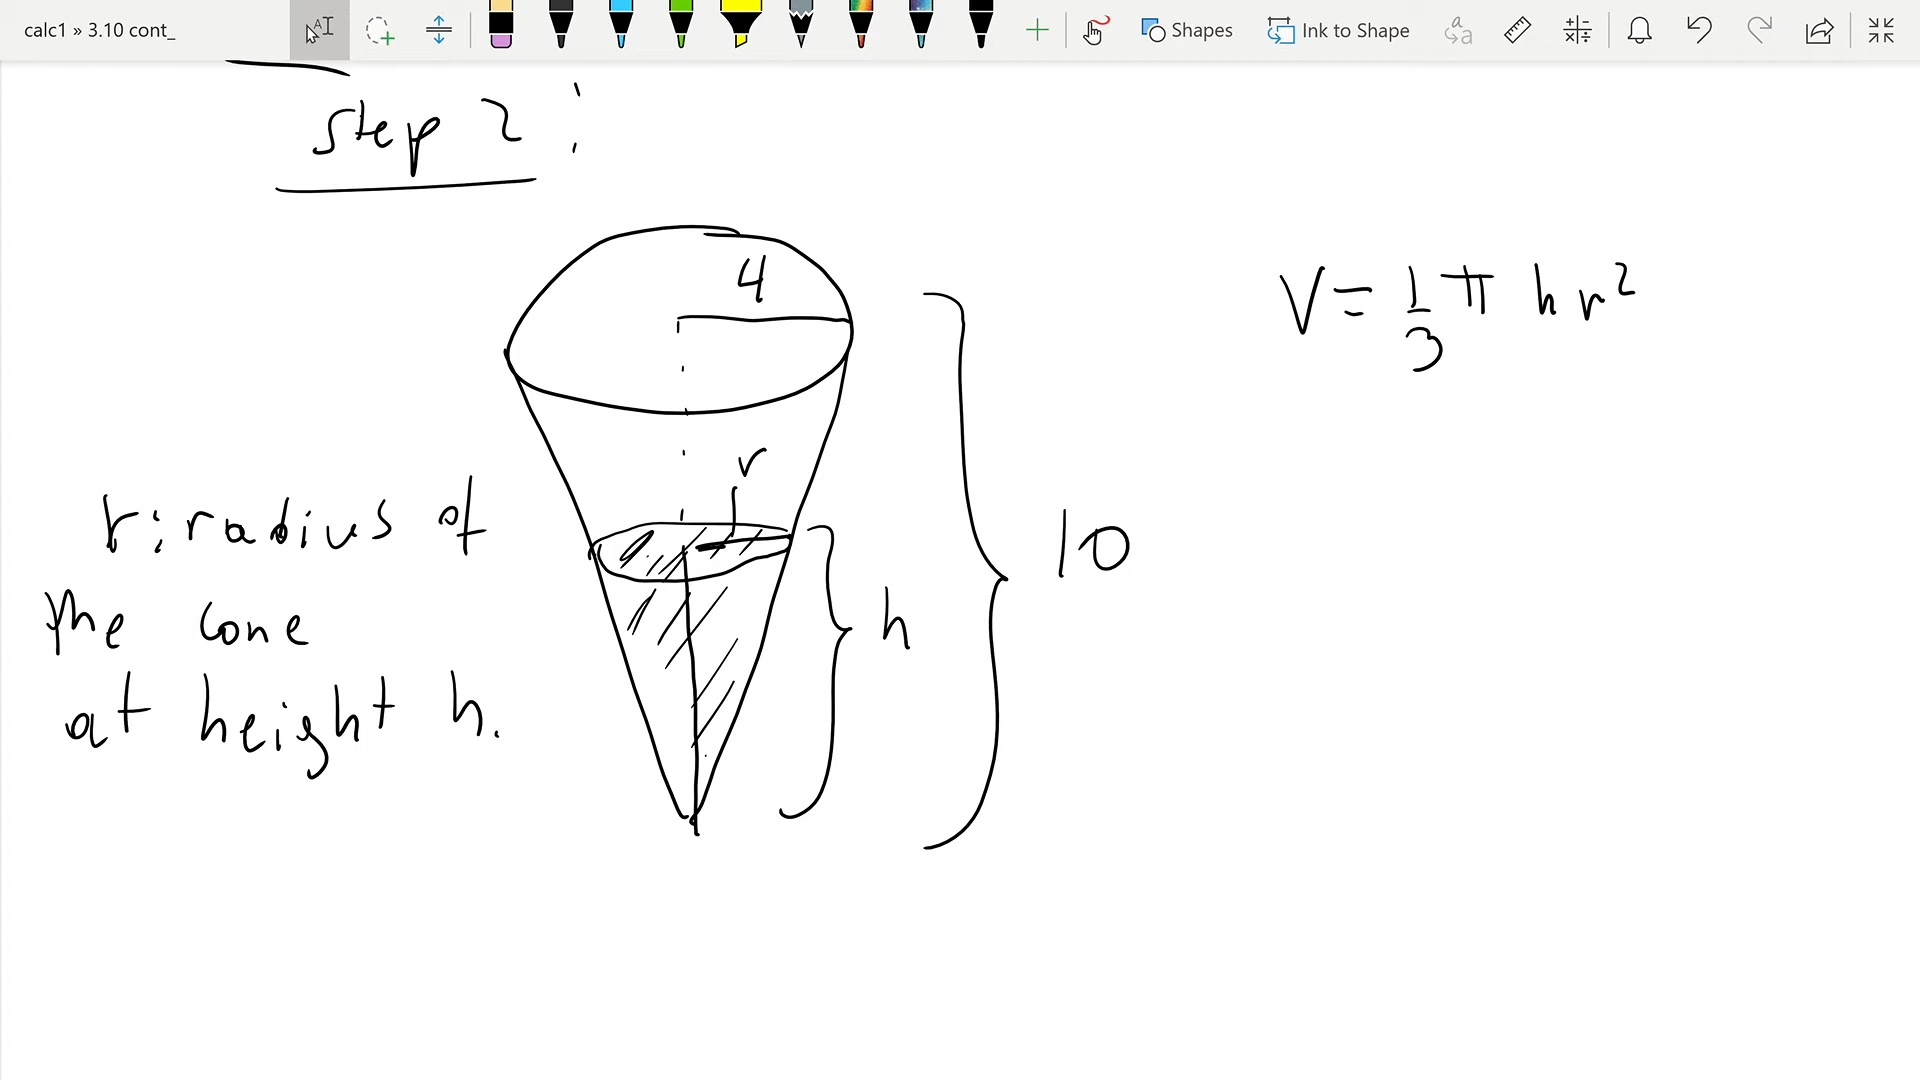 calc1 » 3.10 cont_
Shapes
Ink to Shape
step 2 :
4
V = 1/3 π h r²
r
r: radius of
the cone
at height h.
h
10